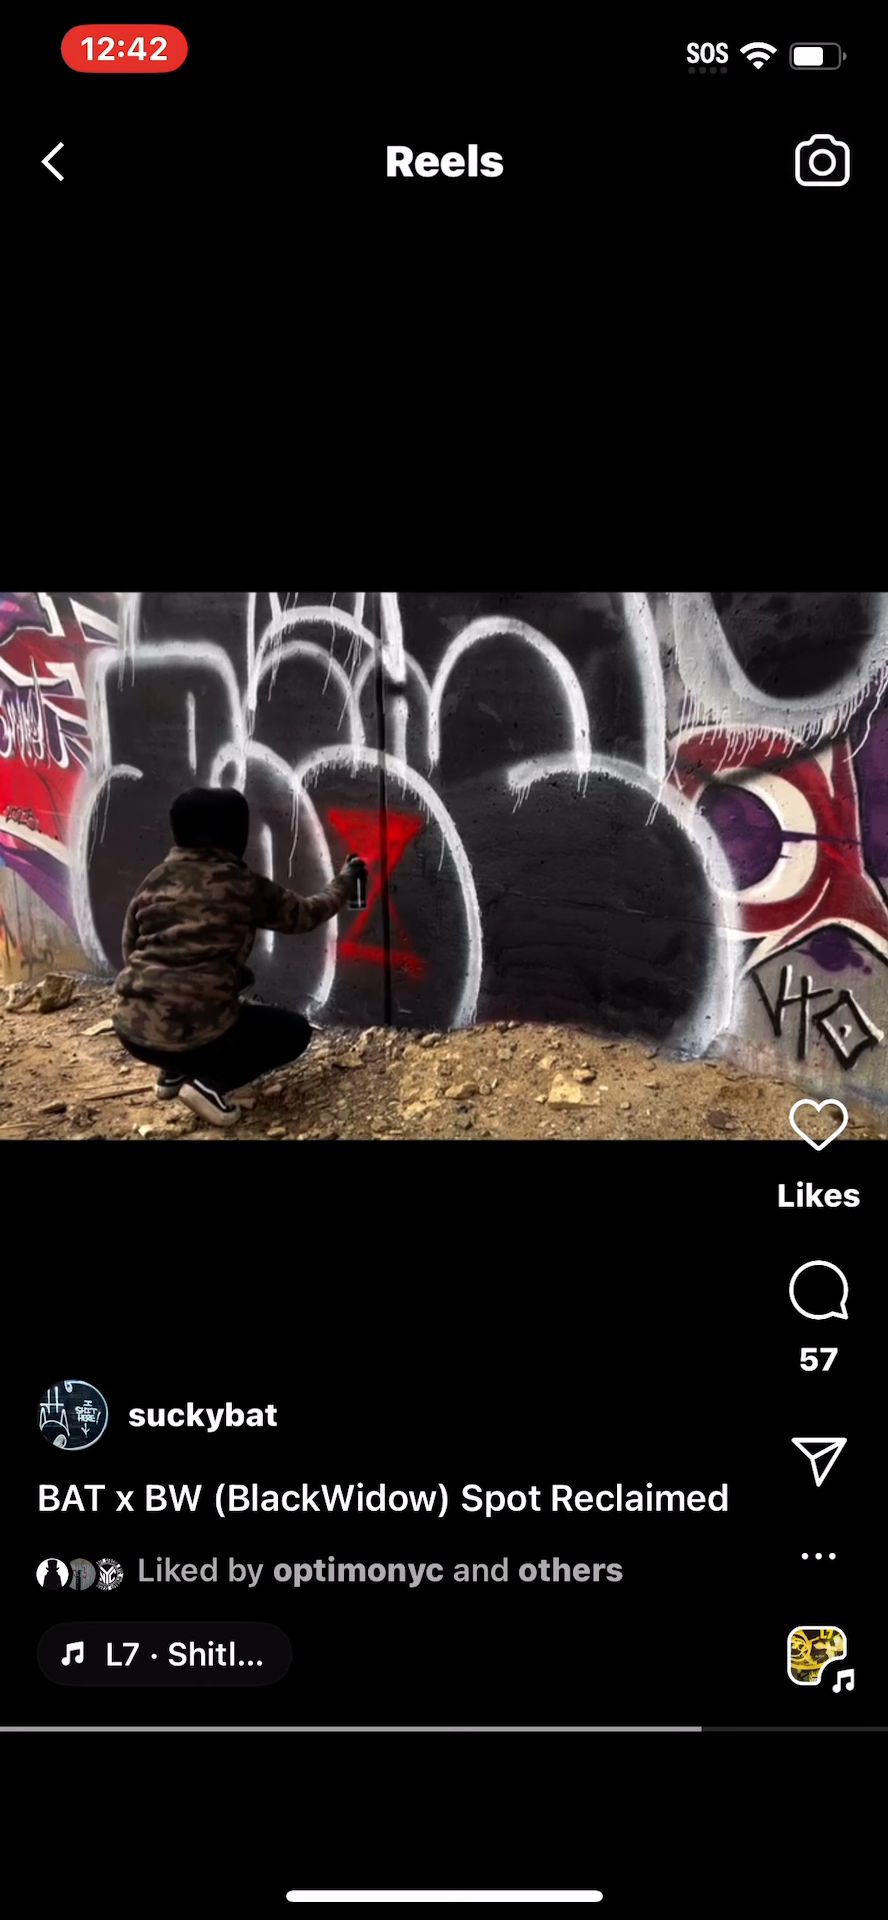 12:42
SOS
Reels
Likes
57
suckybat
BAT x BW (BlackWidow) Spot Reclaimed
Liked by optimonyc and others
L7 · Shitl...